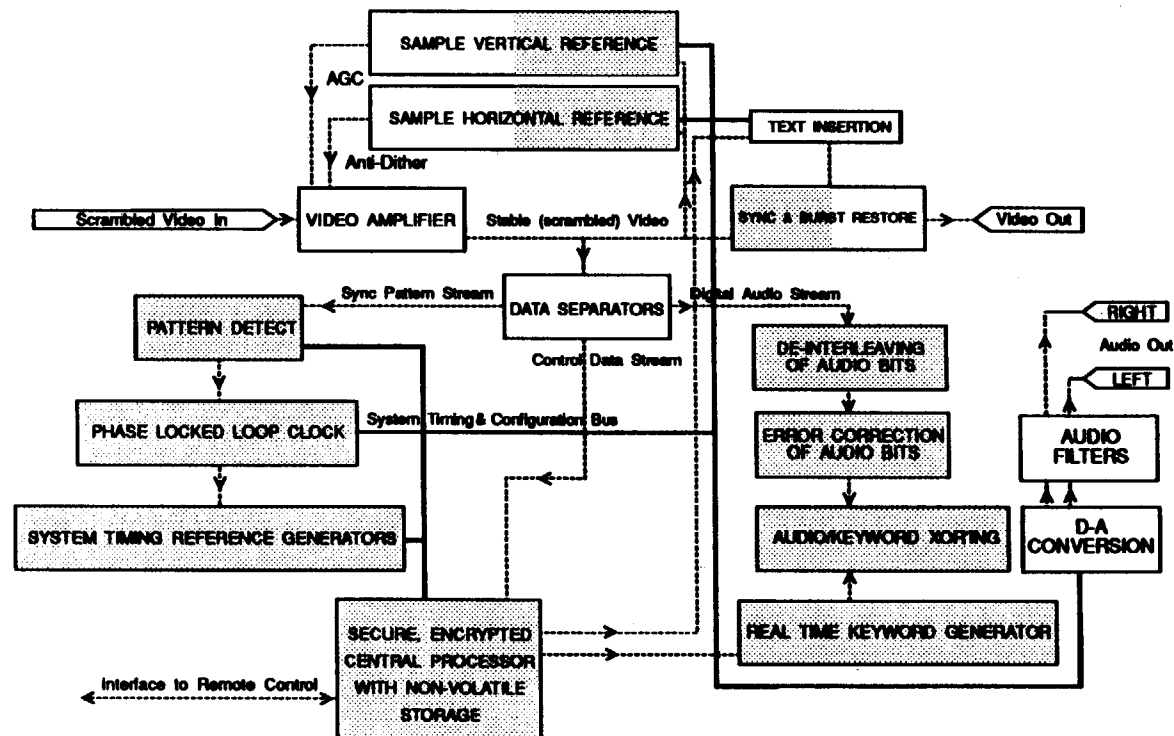 SAMPLE VERTICAL REFERENCE
AGC
SAMPLE HORIZONTAL REFERENCE
TEXT INSERTION
Anti-Dither
Scrambled Video In
VIDEO AMPLIFIER
Stable (scrambled) Video
SYNC & BURST RESTORE
Video Out
Sync Pattern Stream
DATA SEPARATORS
Digital Audio Stream
PATTERN DETECT
Control Data Stream
DE-INTERLEAVING
OF AUDIO BITS
RIGHT
Audio Out
LEFT
PHASE LOCKED LOOP CLOCK
System Timing & Configuration Bus
ERROR CORRECTION
OF AUDIO BITS
AUDIO
FILTERS
SYSTEM TIMING REFERENCE GENERATORS
AUDIO/KEYWORD XOR'ING
D-A
CONVERSION
SECURE, ENCRYPTED
CENTRAL PROCESSOR
WITH NON-VOLATILE
STORAGE
REAL TIME KEYWORD GENERATOR
Interface to Remote Control